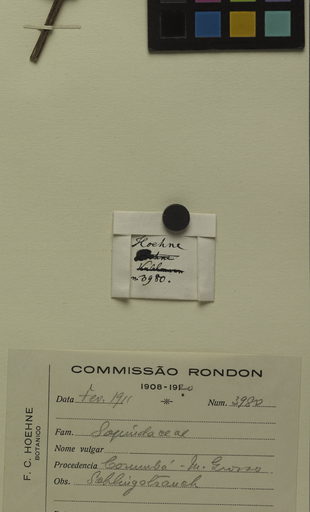 Hoehne
n 3980.
COMMISSÃO RONDON
1908-1910
Data Fev. 1911 Num. 3980
Fam. Sapindaceae
Nome vulgar
Procedencia Corumbá - M. Grosso
Obs. Schlingstrauch
F. C. HOEHNE
BOTANICO